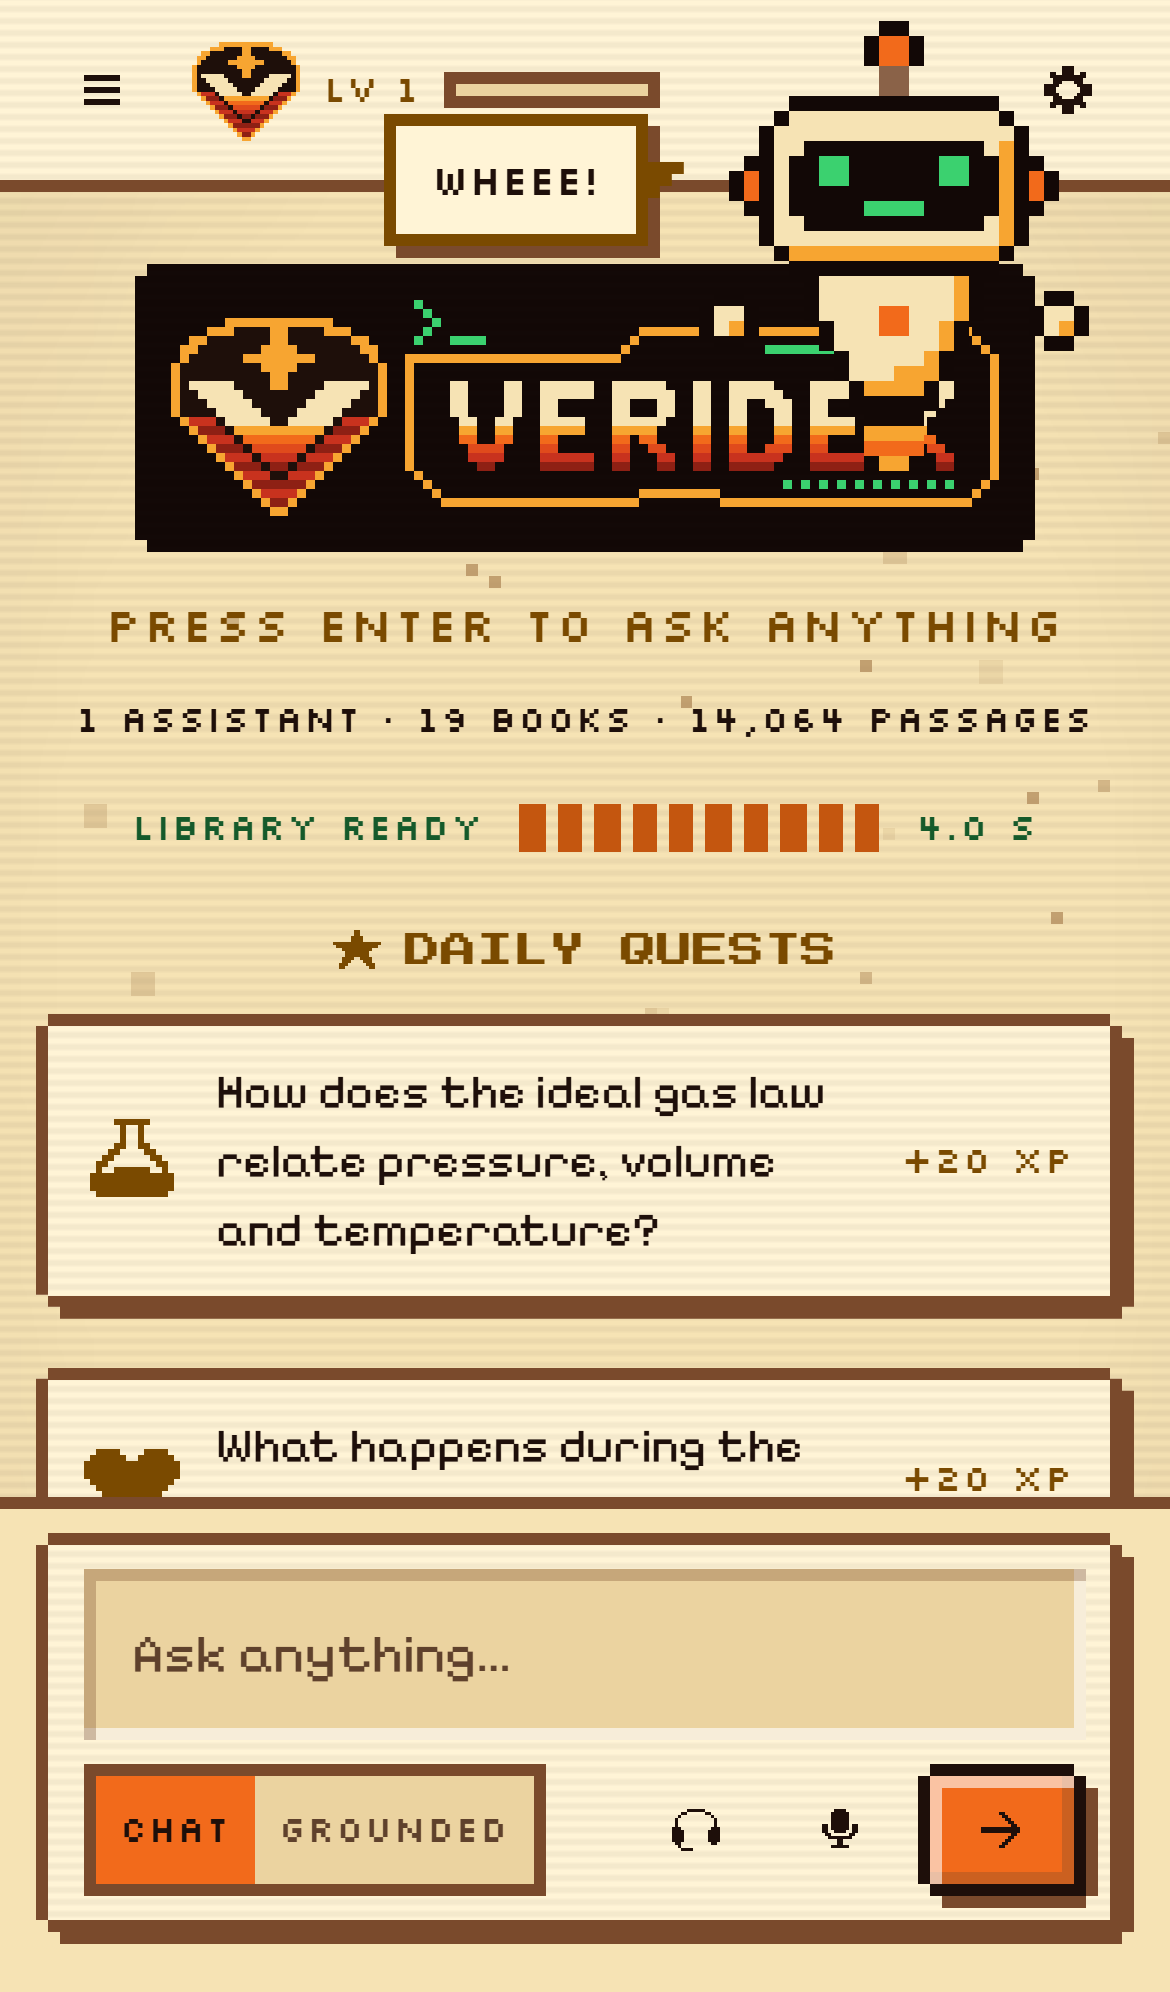 LV 1
WHEEE!
>_
VERIDE
PRESS ENTER TO ASK ANYTHING
1 ASSISTANT · 19 BOOKS · 14,064 PASSAGES
LIBRARY READY 4.0 S
★ DAILY QUESTS
How does the ideal gas law
relate pressure, volume
and temperature?
+20 XP
What happens during the
+20 XP
Ask anything...
CHAT GROUNDED